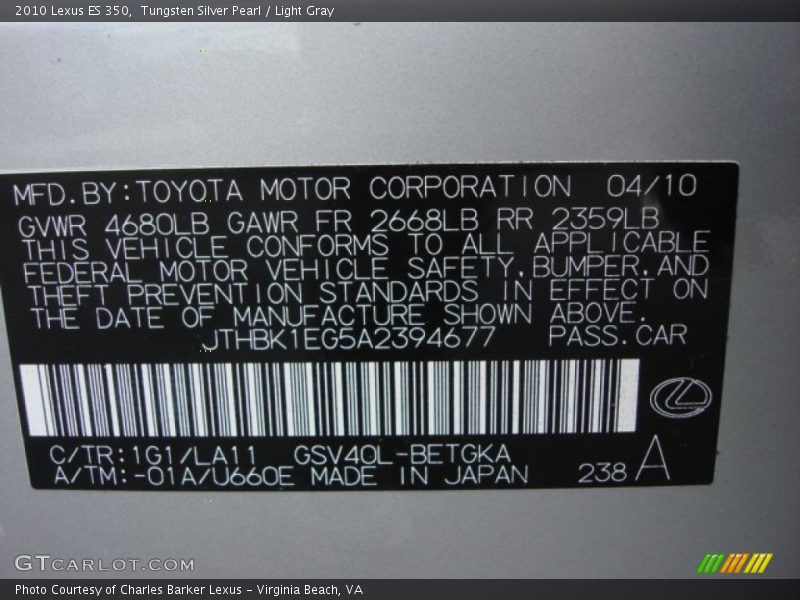 2010 Lexus ES 350, Tungsten Silver Pearl / Light Gray
MFD.BY:TOYOTA MOTOR CORPORATION 04/10
GVWR 4680LB GAWR FR 2668LB RR 2359LB
THIS VEHICLE CONFORMS TO ALL APPLICABLE
FEDERAL MOTOR VEHICLE SAFETY,BUMPER,AND
THEFT PREVENTION STANDARDS IN EFFECT ON
THE DATE OF MANUFACTURE SHOWN ABOVE.
JTHBK1EG5A2394677 PASS.CAR
C/TR:1G1/LA11 GSV40L-BETGKA
A/TM:-01A/U660E MADE IN JAPAN 238 A
GTCARLOT.COM
Photo Courtesy of Charles Barker Lexus - Virginia Beach, VA